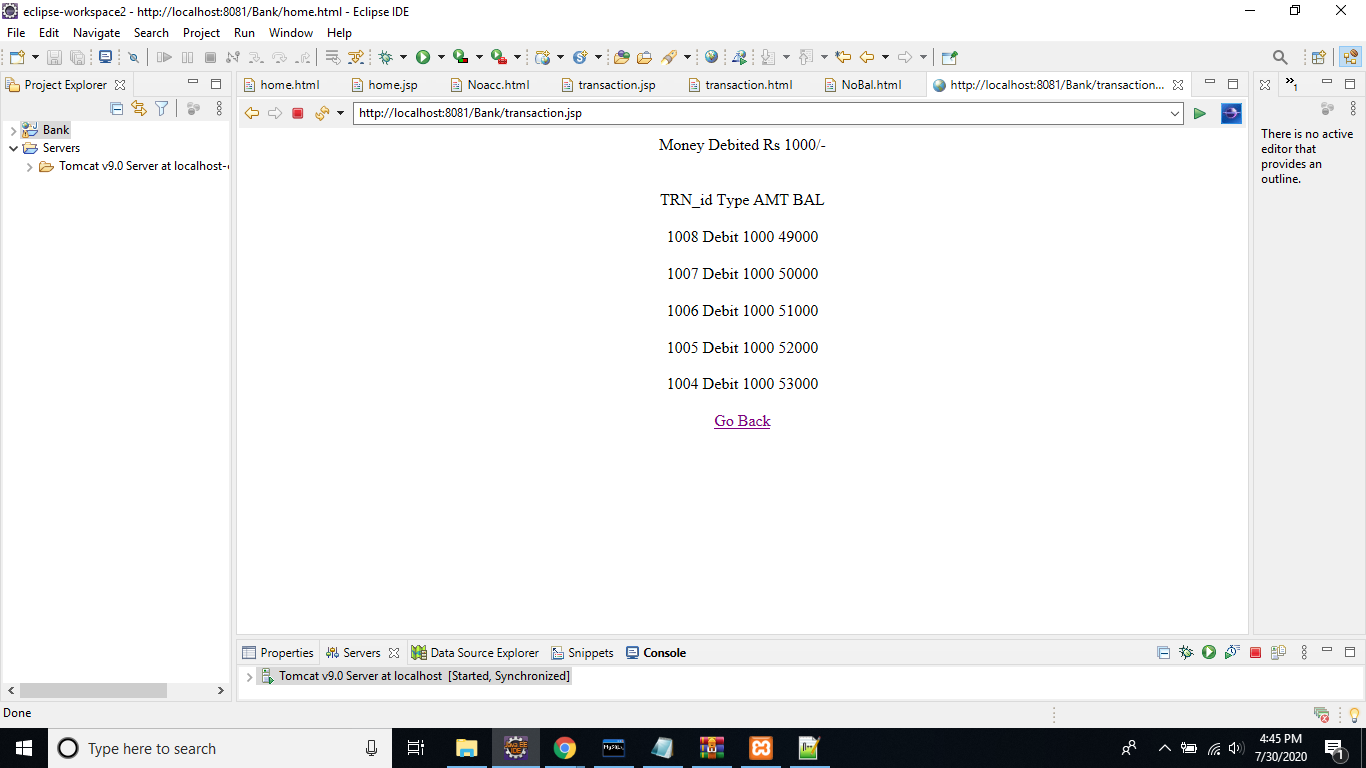 eclipse-workspace2 - http://localhost:8081/Bank/home.html - Eclipse IDE
File Edit Navigate Search Project Run Window Help
Project Explorer
home.html home.jsp Noacc.html transaction.jsp transaction.html NoBal.html http://localhost:8081/Bank/transaction... »1
http://localhost:8081/Bank/transaction.jsp
Bank
Servers
Tomcat v9.0 Server at localhost-
There is no active
editor that
provides an
outline.
Money Debited Rs 1000/-
TRN_id Type AMT BAL
1008 Debit 1000 49000
1007 Debit 1000 50000
1006 Debit 1000 51000
1005 Debit 1000 52000
1004 Debit 1000 53000
Go Back
Properties Servers Data Source Explorer Snippets Console
Tomcat v9.0 Server at localhost [Started, Synchronized]
Done
Type here to search
4:45 PM
7/30/2020
1